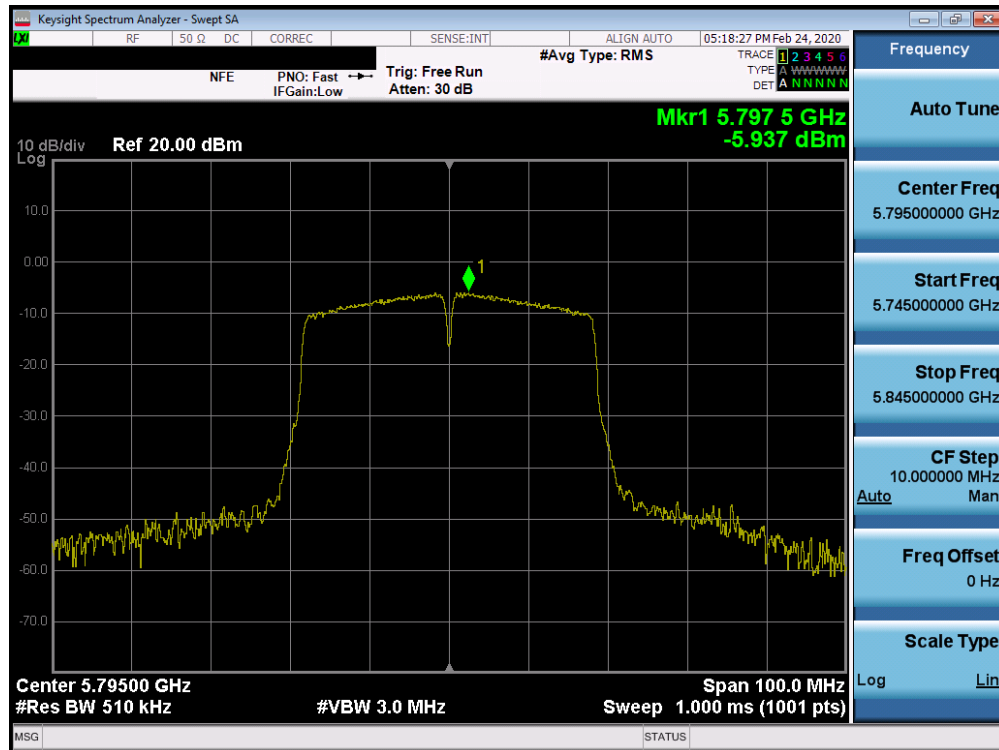 Keysight Spectrum Analyzer - Swept SA
LXI RF 50 Ω DC CORREC SENSE:INT ALIGN AUTO 05:18:27 PM Feb 24, 2020
NFE PNO: Fast Trig: Free Run #Avg Type: RMS TRACE 1 2 3 4 5 6
IFGain:Low Atten: 30 dB TYPE A WWWWW
DET A N N N N N
Mkr1 5.797 5 GHz
-5.937 dBm
10 dB/div Ref 20.00 dBm
Log
1
10.0
0.00
-10.0
-20.0
-30.0
-40.0
-50.0
-60.0
-70.0
Center 5.79500 GHz Span 100.0 MHz
#Res BW 510 kHz #VBW 3.0 MHz Sweep 1.000 ms (1001 pts)
MSG STATUS
Frequency
Auto Tune
Center Freq
5.795000000 GHz
Start Freq
5.745000000 GHz
Stop Freq
5.845000000 GHz
CF Step
10.000000 MHz
Auto Man
Freq Offset
0 Hz
Scale Type
Log Lin